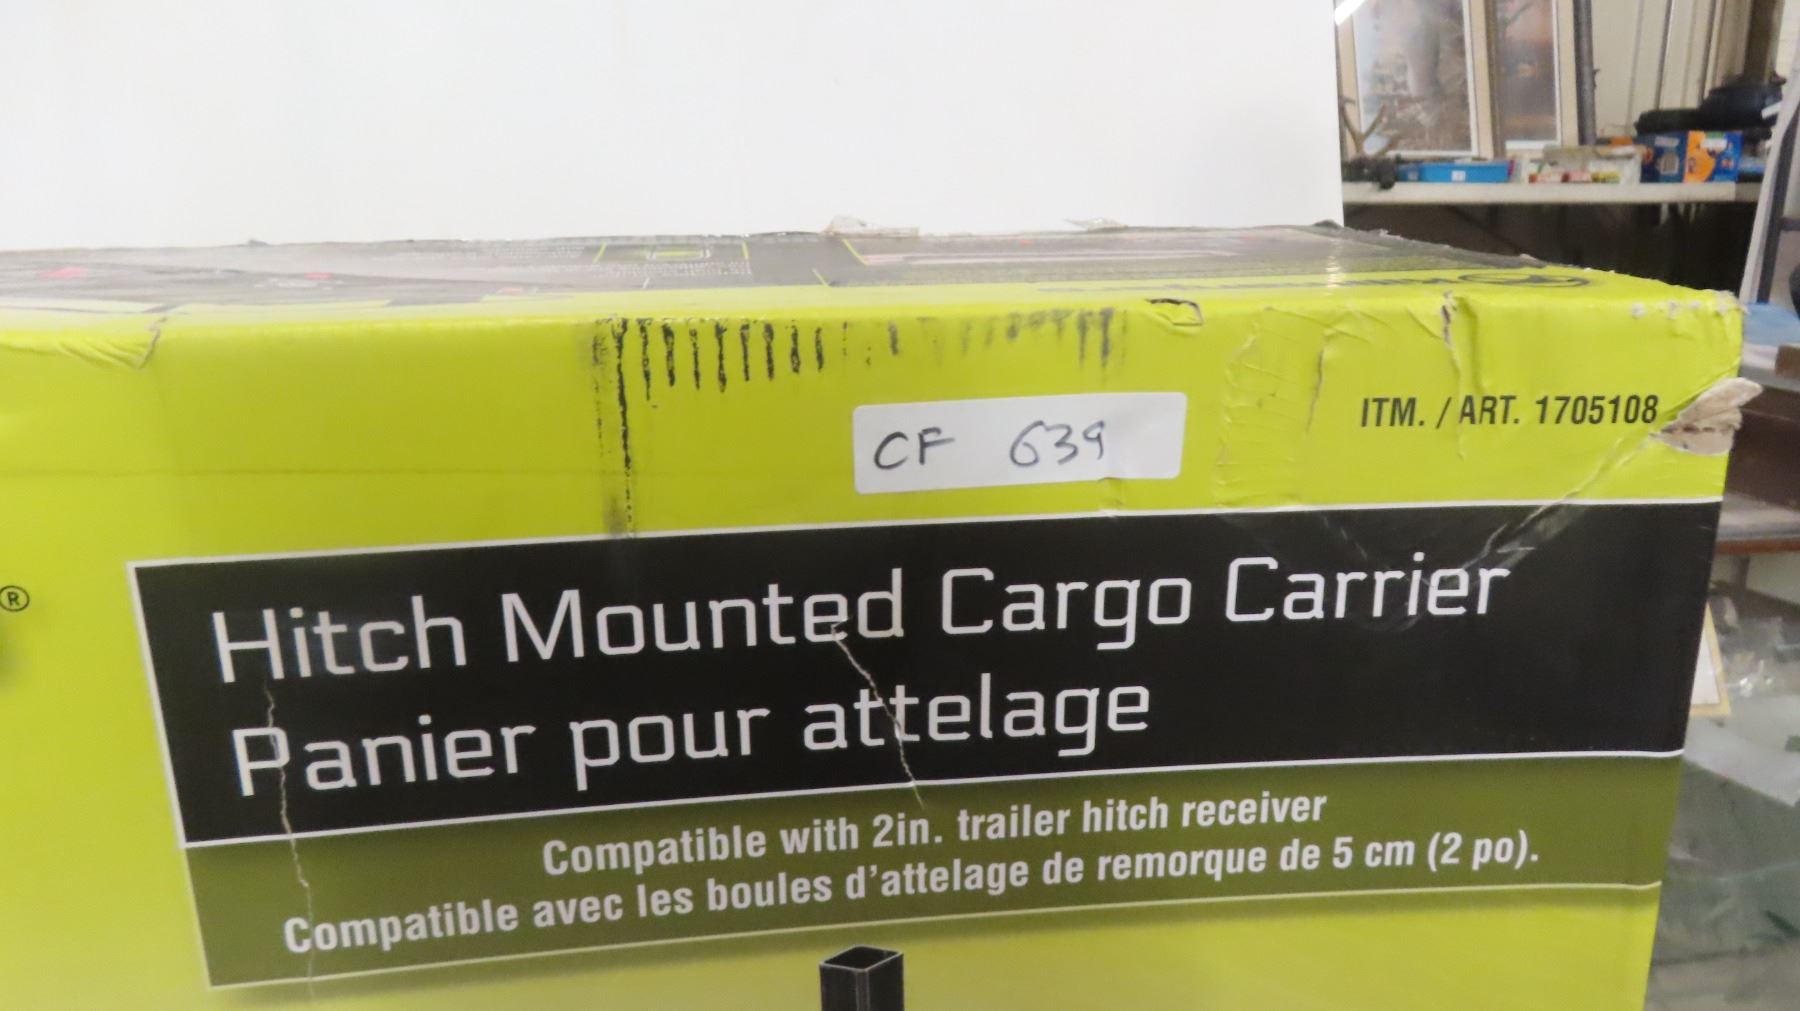 CF 639
ITM. / ART. 1705108
®
Hitch Mounted Cargo Carrier
Panier pour attelage
Compatible with 2in. trailer hitch receiver
Compatible avec les boules d'attelage de remorque de 5 cm (2 po).